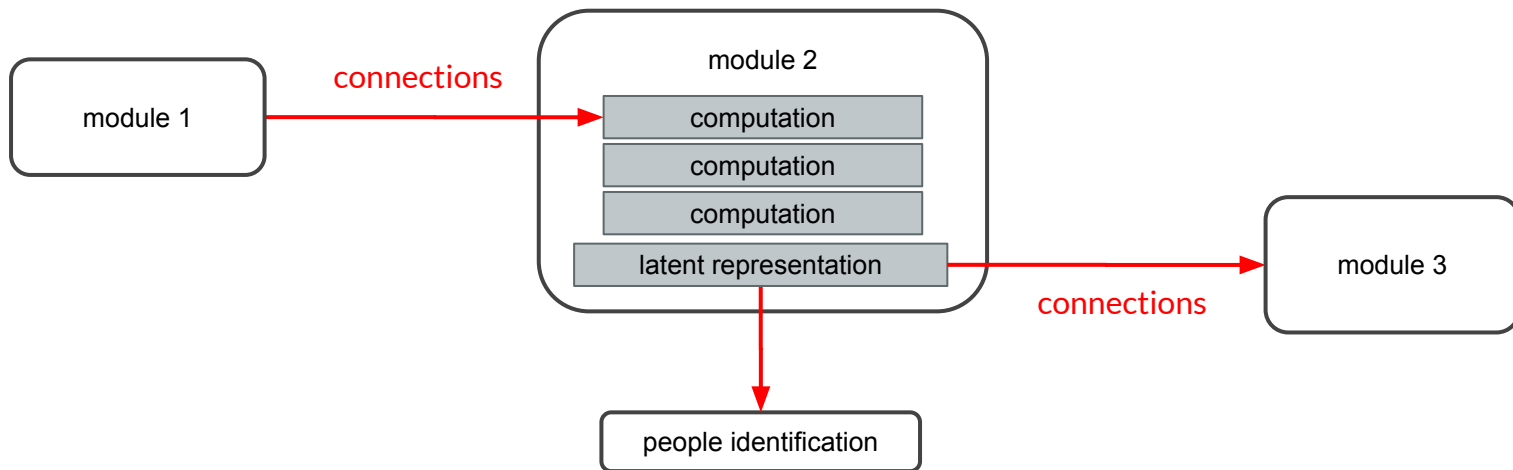 module 1
connections
module 2
computation
computation
computation
latent representation
connections
module 3
people identification